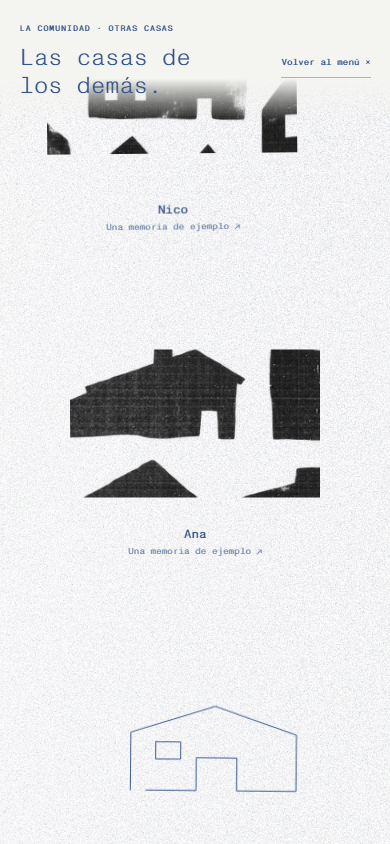 LA COMUNIDAD · OTRAS CASAS
Las casas de
los demás.
Volver al menú ×
Nico
Una memoria de ejemplo ↗
Ana
Una memoria de ejemplo ↗